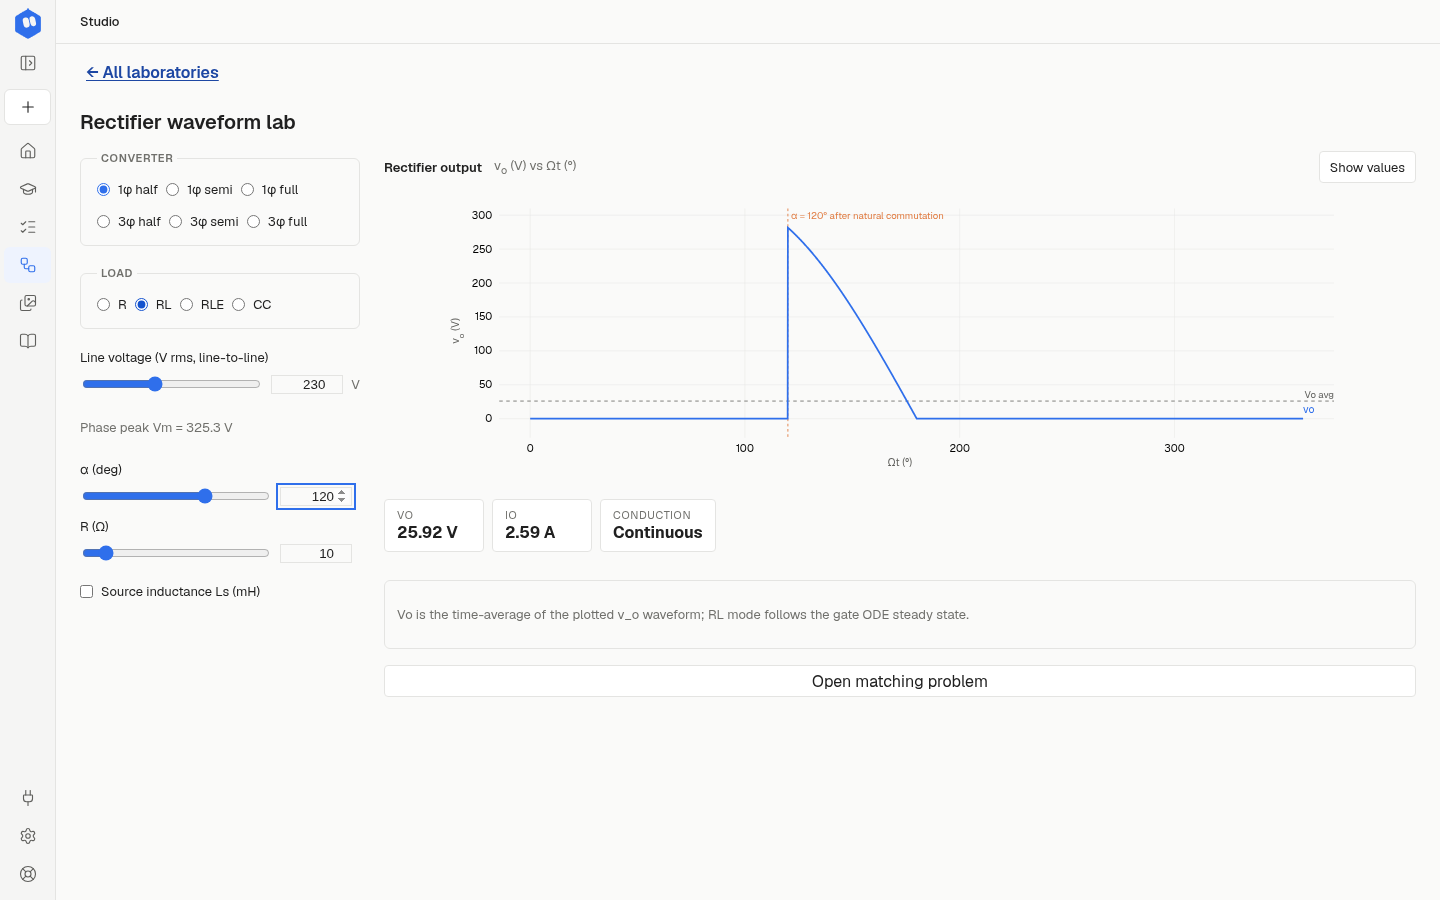 Studio
← All laboratories
Rectifier waveform lab
CONVERTER
1φ half 1φ semi 1φ full
3φ half 3φ semi 3φ full
LOAD
R RL RLE CC
Line voltage (V rms, line-to-line)
230 V
Phase peak Vm = 325.3 V
α (deg)
120
R (Ω)
10
Source inductance Ls (mH)
Rectifier output vo (V) vs Ωt (°)
Show values
α = 120° after natural commutation
300
250
200
150
100
50
0
vo (V)
Vo avg
vo
0 100 200 300
Ωt (°)
VO
25.92 V
IO
2.59 A
CONDUCTION
Continuous
Vo is the time-average of the plotted v_o waveform; RL mode follows the gate ODE steady state.
Open matching problem